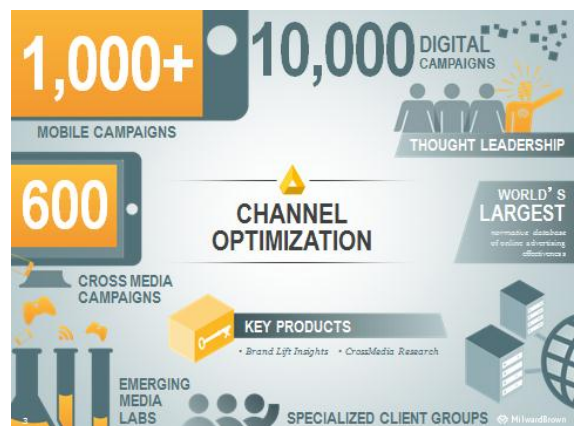 1,000+
MOBILE CAMPAIGNS
10,000 DIGITAL
CAMPAIGNS
THOUGHT LEADERSHIP
600
CROSS MEDIA
CAMPAIGNS
CHANNEL
OPTIMIZATION
WORLD'S
LARGEST
normative database
of online advertising
effectiveness
KEY PRODUCTS
• Brand Lift Insights • CrossMedia Research
EMERGING
MEDIA
LABS
SPECIALIZED CLIENT GROUPS
3
MillwardBrown